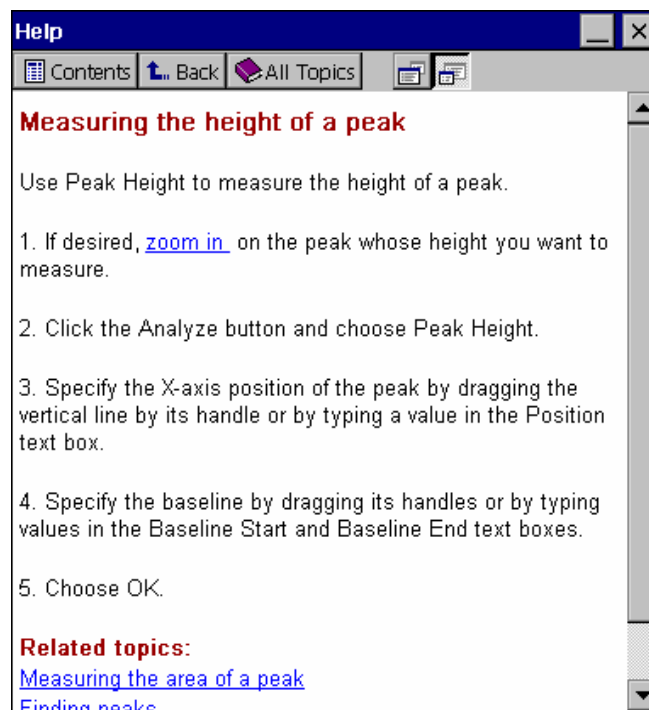 Help
Contents Back All Topics
Measuring the height of a peak
Use Peak Height to measure the height of a peak.
1. If desired, zoom in on the peak whose height you want to
measure.
2. Click the Analyze button and choose Peak Height.
3. Specify the X-axis position of the peak by dragging the
vertical line by its handle or by typing a value in the Position
text box.
4. Specify the baseline by dragging its handles or by typing
values in the Baseline Start and Baseline End text boxes.
5. Choose OK.
Related topics:
Measuring the area of a peak
Finding peaks